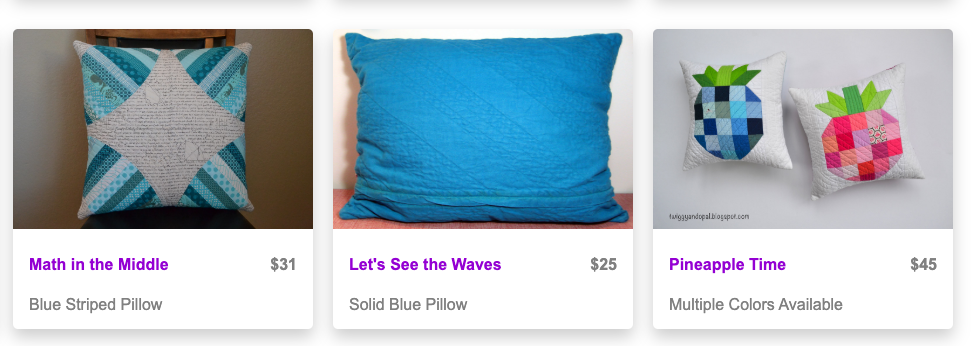 twiggyandopal.blogspot.com
Math in the Middle $31
Let's See the Waves $25
Pineapple Time $45
Blue Striped Pillow
Solid Blue Pillow
Multiple Colors Available